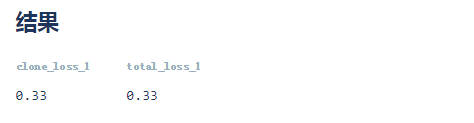 结果
clone_loss_1 total_loss_1
0.33 0.33